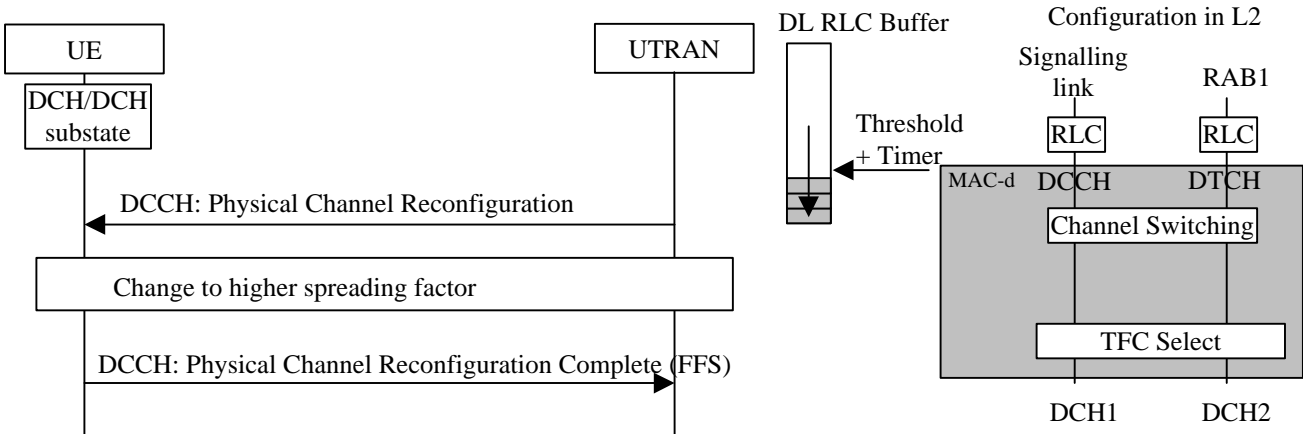 UE
DCH/DCH
substate
DCCH: Physical Channel Reconfiguration
Change to higher spreading factor
DCCH: Physical Channel Reconfiguration Complete (FFS)
UTRAN
DL RLC Buffer
Threshold
+ Timer
Configuration in L2
Signalling
link
RAB1
RLC
RLC
MAC-d
DCCH
DTCH
Channel Switching
TFC Select
DCH1
DCH2